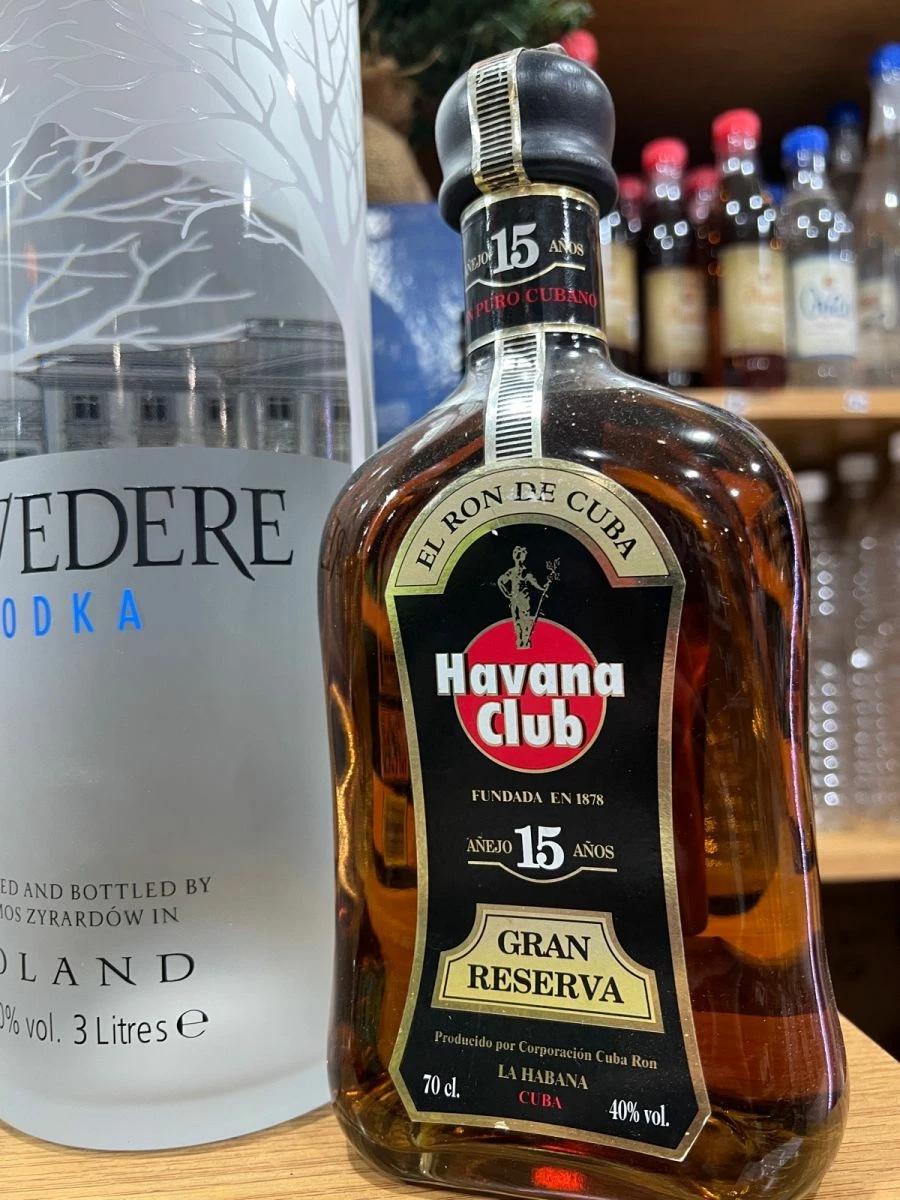 VEDERE
ODKA
ED AND BOTTLED BY
MOS ZYRARDÓW IN
OLAND
0% vol. 3 Litres ℮
AÑEJO 15 AÑOS
N PURO CUBANO
EL RON DE CUBA
Havana
Club
FUNDADA EN 1878
AÑEJO 15 AÑOS
GRAN
RESERVA
Producido por Corporación Cuba Ron
LA HABANA
70 cl. CUBA 40% vol.